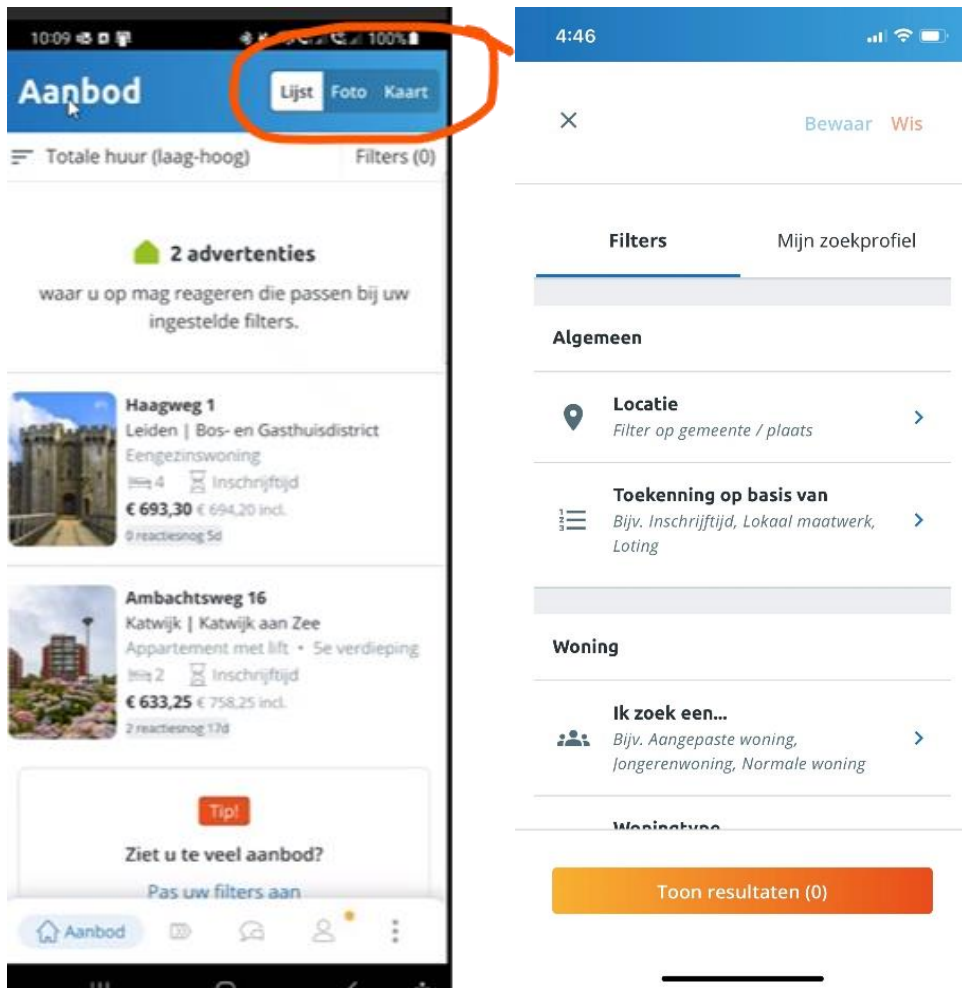 10:09
100%
Aanbod
Lijst Foto Kaart
Totale huur (laag-hoog) Filters (0)
2 advertenties
waar u op mag reageren die passen bij uw
ingestelde filters.
Haagweg 1
Leiden | Bos- en Gasthuisdistrict
Eengezinswoning
4 Inschrijftijd
€ 693,30 € 694,20 incl.
0 reactiesnog 5d
Ambachtsweg 16
Katwijk | Katwijk aan Zee
Appartement met lift • 5e verdieping
2 Inschrijftijd
€ 633,25 € 758,25 incl.
2 reactiesnog 17d
Tip!
Ziet u te veel aanbod?
Pas uw filters aan
Aanbod
4:46
Bewaar Wis
Filters Mijn zoekprofiel
Algemeen
Locatie
Filter op gemeente / plaats
Toekenning op basis van
Bijv. Inschrijftijd, Lokaal maatwerk,
Loting
Woning
Ik zoek een...
Bijv. Aangepaste woning,
Jongerenwoning, Normale woning
Woningtype
Toon resultaten (0)